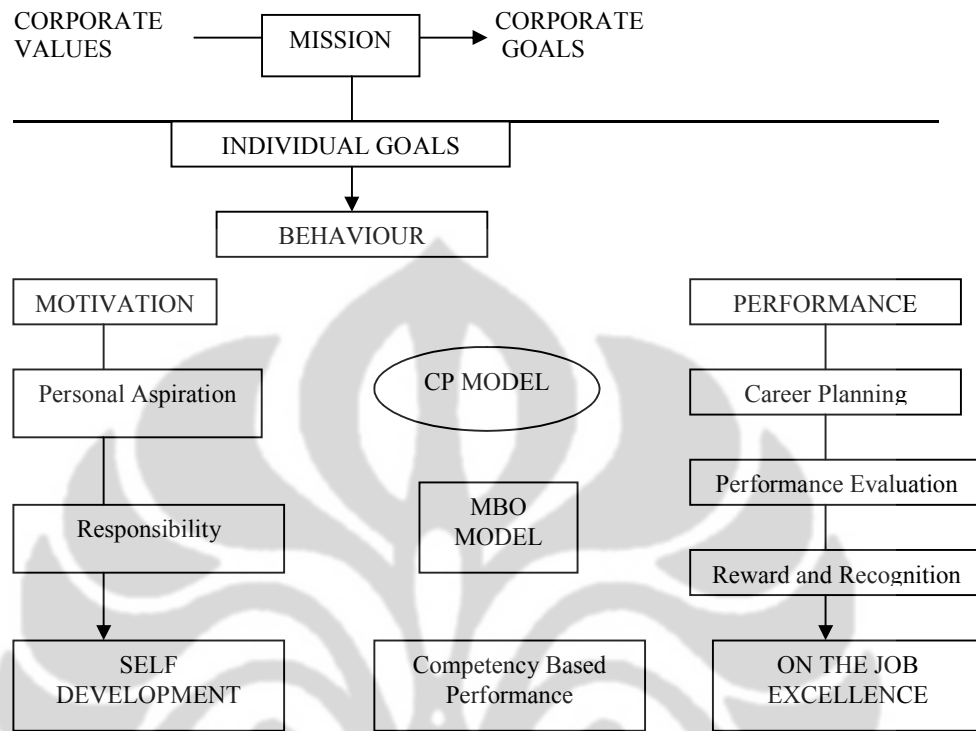 CORPORATE
VALUES
MISSION
CORPORATE
GOALS
INDIVIDUAL GOALS
BEHAVIOUR
MOTIVATION
PERFORMANCE
Personal Aspiration
CP MODEL
Career Planning
Performance Evaluation
Responsibility
MBO
MODEL
Reward and Recognition
SELF
DEVELOPMENT
Competency Based
Performance
ON THE JOB
EXCELLENCE